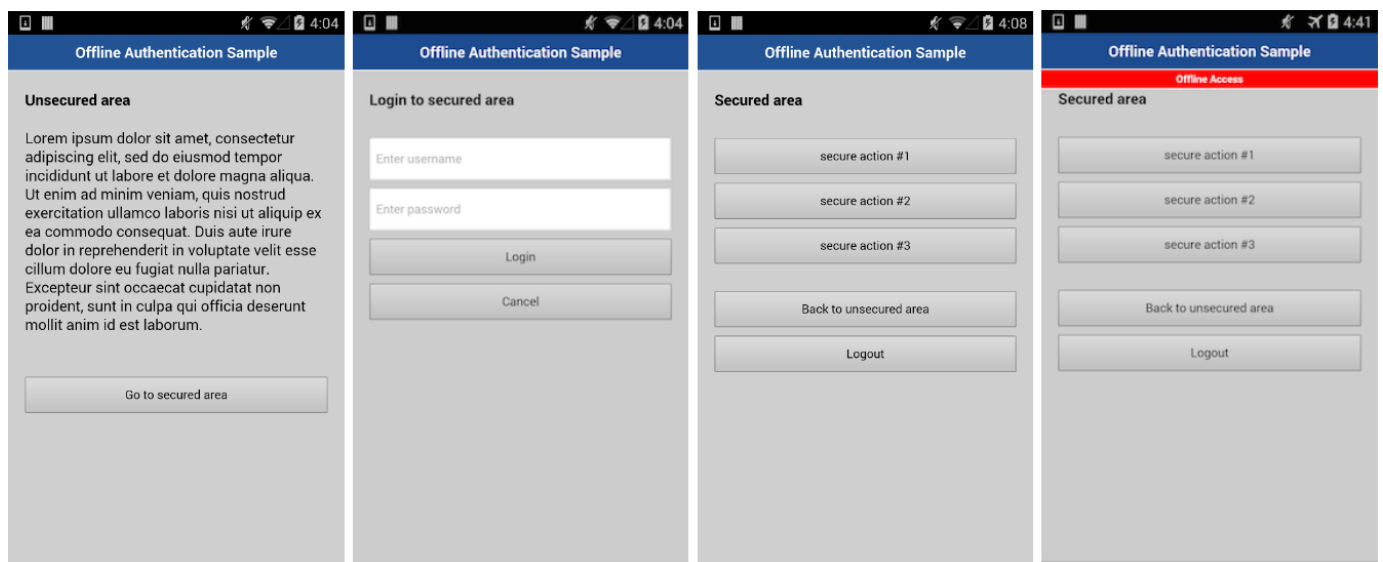 4:04
Offline Authentication Sample
Unsecured area
Lorem ipsum dolor sit amet, consectetur
adipiscing elit, sed do eiusmod tempor
incididunt ut labore et dolore magna aliqua.
Ut enim ad minim veniam, quis nostrud
exercitation ullamco laboris nisi ut aliquip ex
ea commodo consequat. Duis aute irure
dolor in reprehenderit in voluptate velit esse
cillum dolore eu fugiat nulla pariatur.
Excepteur sint occaecat cupidatat non
proident, sunt in culpa qui officia deserunt
mollit anim id est laborum.
Go to secured area
4:04
Offline Authentication Sample
Login to secured area
Enter username
Enter password
Login
Cancel
4:08
Offline Authentication Sample
Secured area
secure action #1
secure action #2
secure action #3
Back to unsecured area
Logout
4:41
Offline Authentication Sample
Offline Access
Secured area
secure action #1
secure action #2
secure action #3
Back to unsecured area
Logout